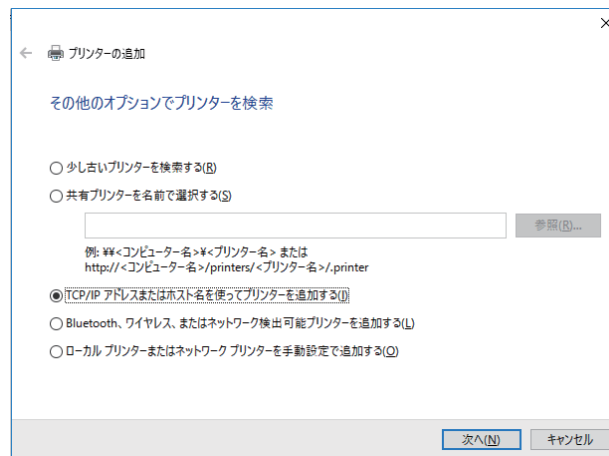 プリンターの追加
その他のオプションでプリンターを検索
少し古いプリンターを検索する(R)
共有プリンターを名前で選択する(S)
参照(R)...
例: ¥¥<コンピューター名>¥<プリンター名> または
http://<コンピューター名>/printers/<プリンター名>/.printer
TCP/IP アドレスまたはホスト名を使ってプリンターを追加する(I)
Bluetooth、ワイヤレス、またはネットワーク検出可能プリンターを追加する(L)
ローカル プリンターまたはネットワーク プリンターを手動設定で追加する(O)
次へ(N)
キャンセル